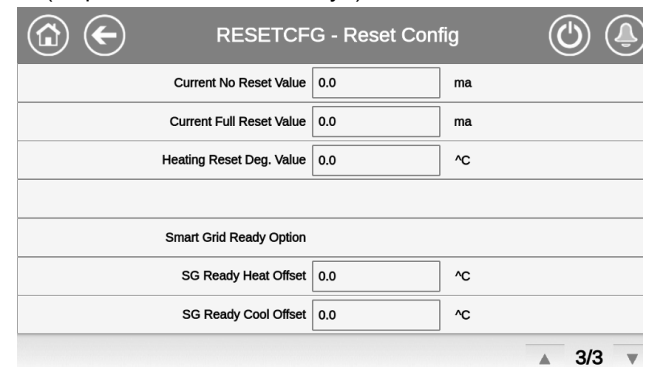 RESETCFG - Reset Config
Current No Reset Value 0.0 ma
Current Full Reset Value 0.0 ma
Heating Reset Deg. Value 0.0 ^C
Smart Grid Ready Option
SG Ready Heat Offset 0.0 ^C
SG Ready Cool Offset 0.0 ^C
3/3